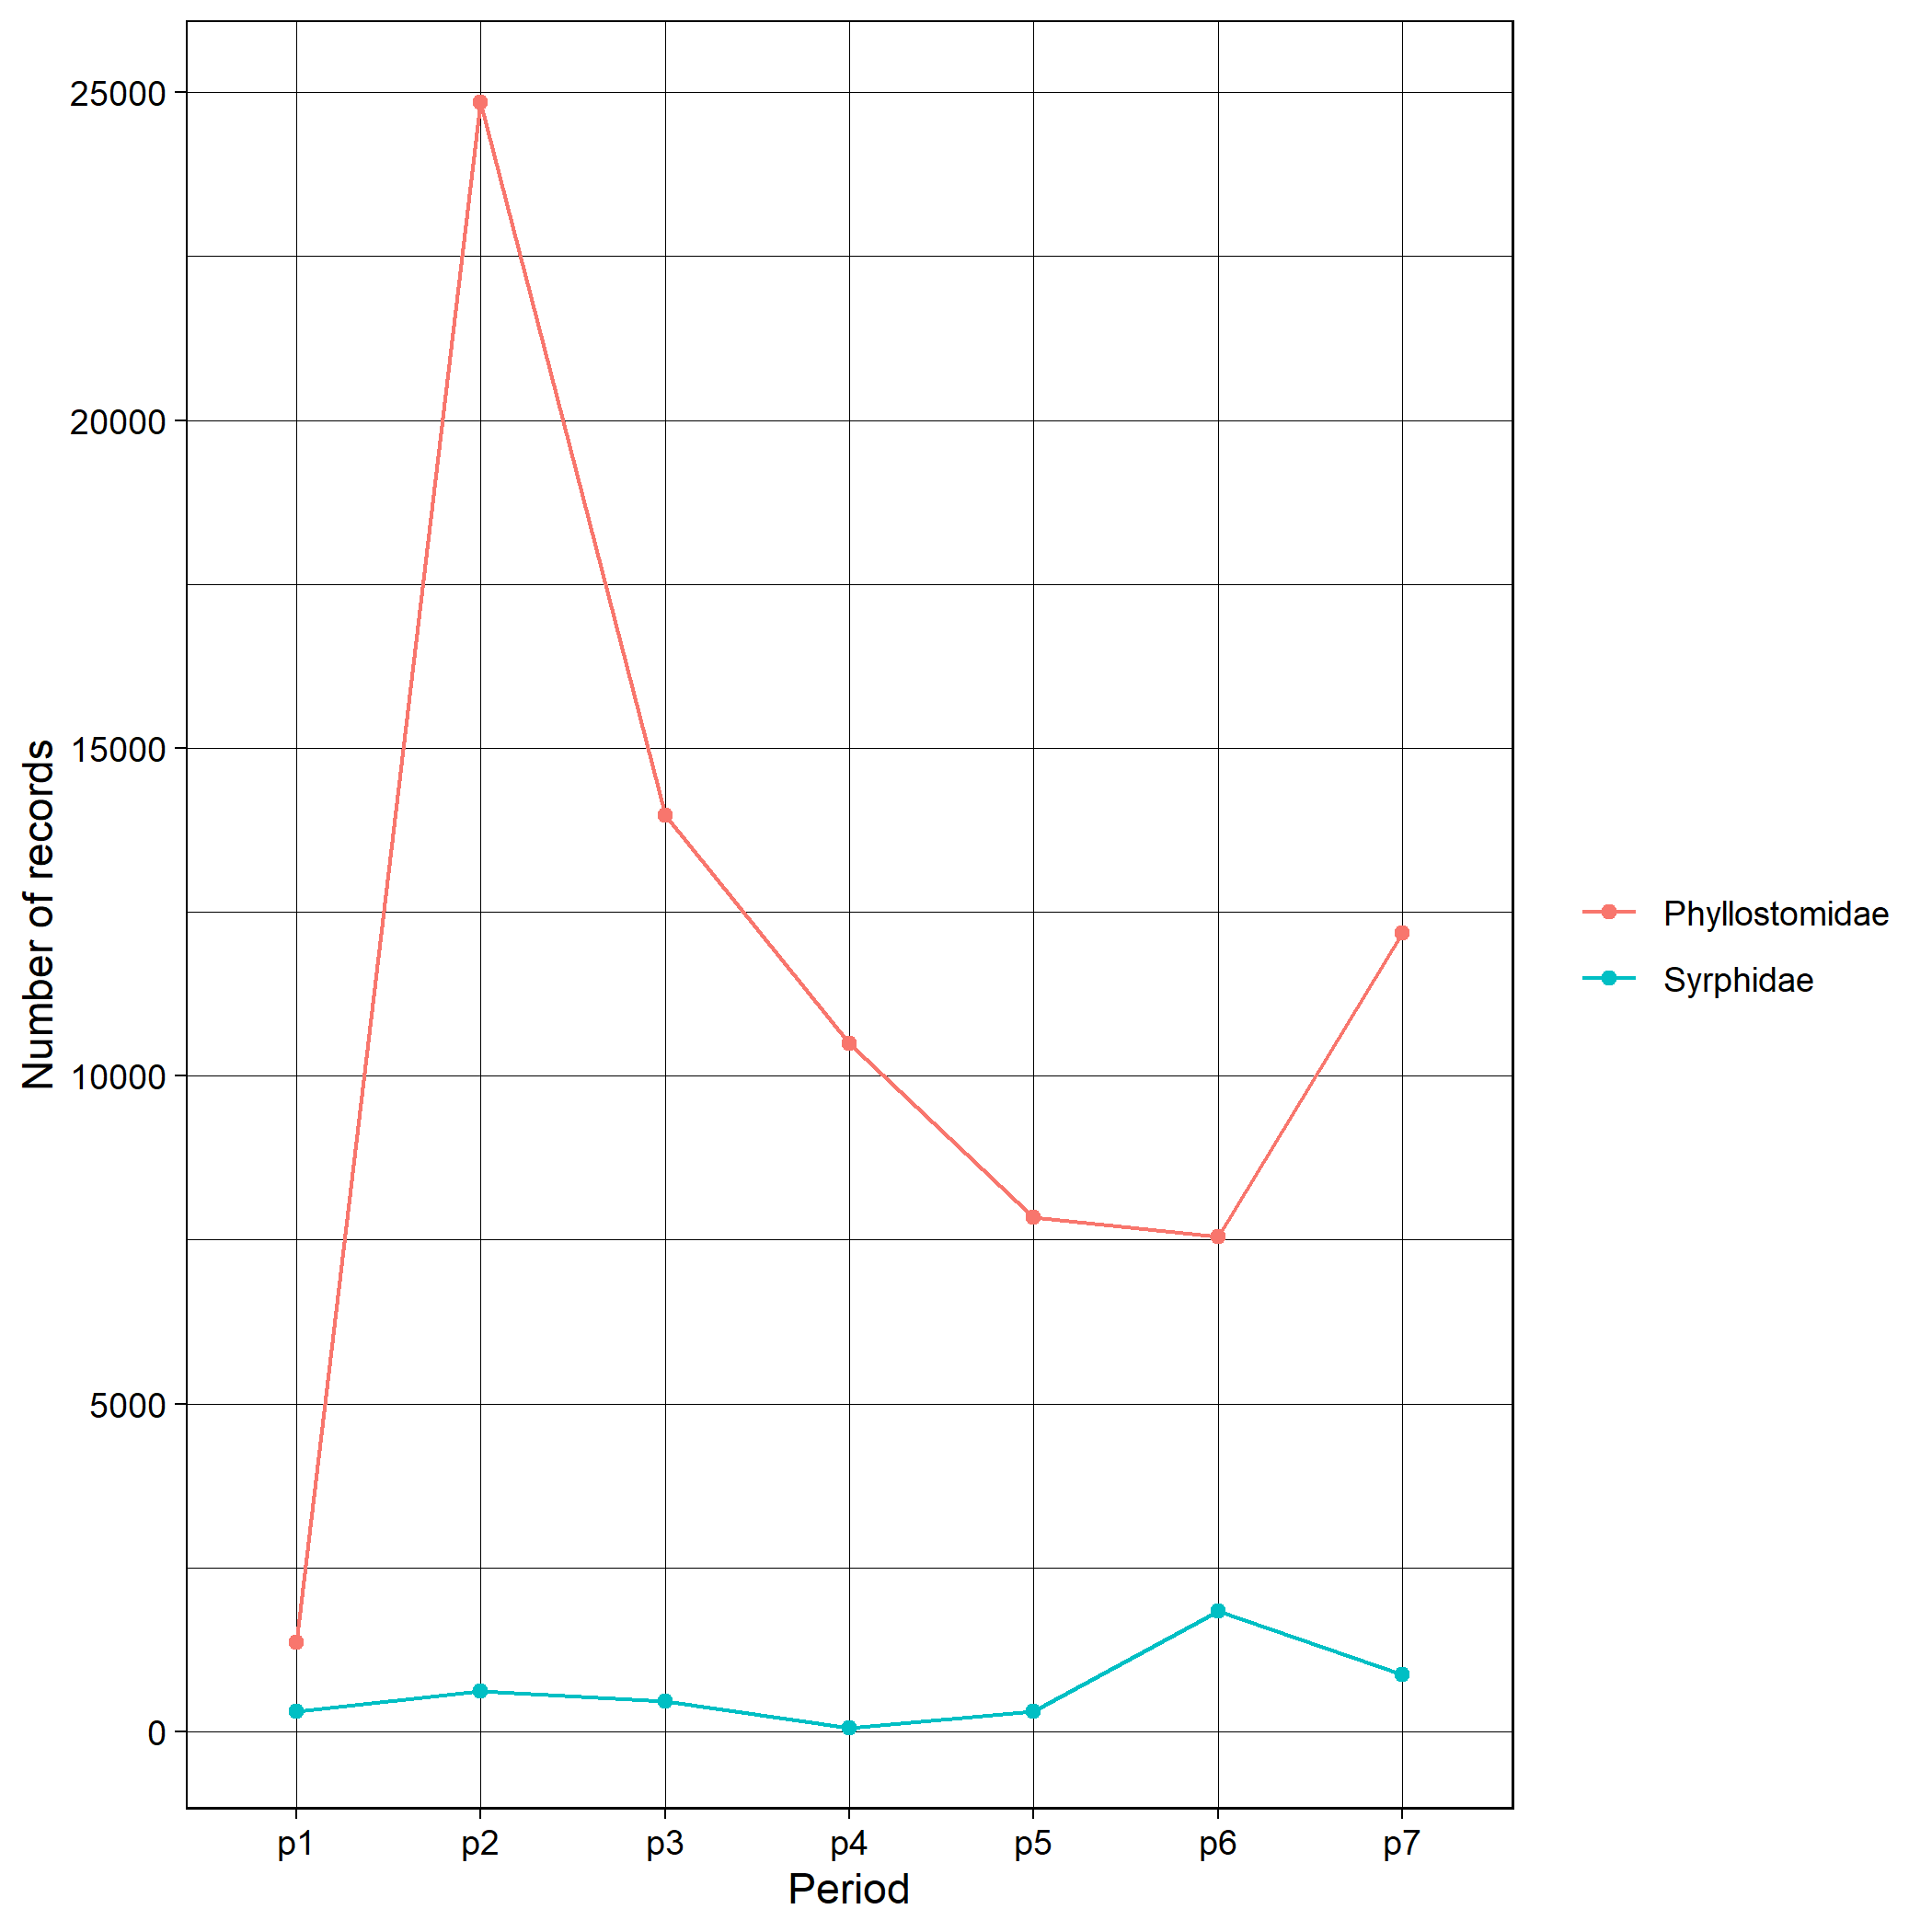 Number of records
25000
20000
15000
10000
5000
0
p1 p2 p3 p4 p5 p6 p7
Period
Phyllostomidae
Syrphidae